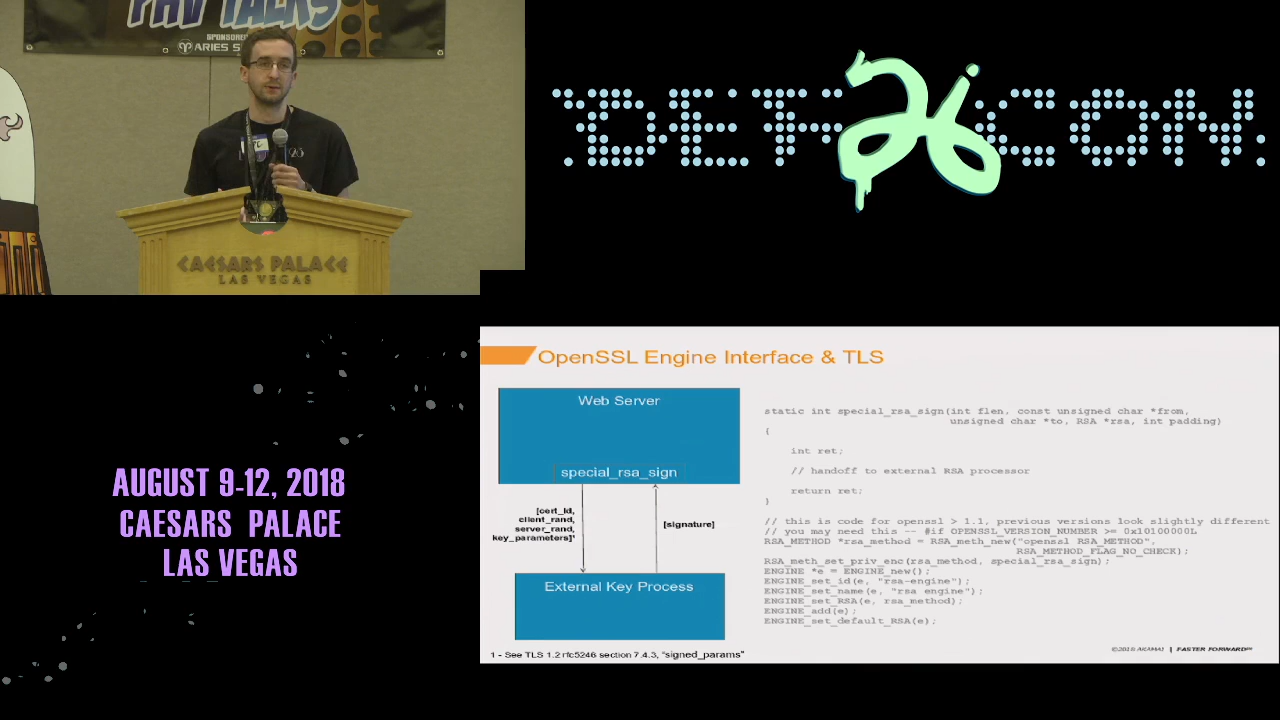 PHV TALKS
SPONSORED
ARIES S
CAESARS PALACE
LAS VEGAS
DEF 26 CON
AUGUST 9-12, 2018
CAESARS PALACE
LAS VEGAS
OpenSSL Engine Interface & TLS
Web Server
special_rsa_sign
[cert_id,
client_rand,
server_rand,
key_parameters]¹
[signature]
External Key Process
1 - See TLS 1.2 rfc5246 section 7.4.3, "signed_params"
static int special_rsa_sign(int flen, const unsigned char *from,
unsigned char *to, RSA *rsa, int padding)
{
int ret;
// handoff to external RSA processor
return ret;
}
// this is code for openssl > 1.1, previous versions look slightly different
// you may need this -- #if OPENSSL_VERSION_NUMBER >= 0x10100000L
RSA_METHOD *rsa_method = RSA_meth_new("openssl RSA_METHOD",
RSA_METHOD_FLAG_NO_CHECK);
RSA_meth_set_priv_enc(rsa_method, special_rsa_sign);
ENGINE *e = ENGINE_new();
ENGINE_set_id(e, "rsa-engine");
ENGINE_set_name(e, "rsa engine");
ENGINE_set_RSA(e, rsa_method);
ENGINE_add(e);
ENGINE_set_default_RSA(e);
©2018 AKAMAI | FASTER FORWARD™